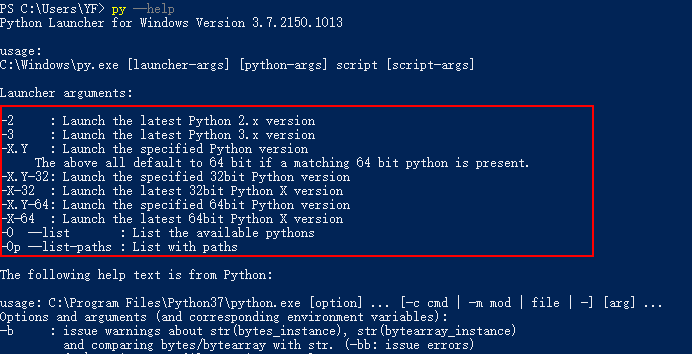 PS C:\Users\YF> py --help
Python Launcher for Windows Version 3.7.2150.1013
usage:
C:\Windows\py.exe [launcher-args] [python-args] script [script-args]
Launcher arguments:
-2     : Launch the latest Python 2.x version
-3     : Launch the latest Python 3.x version
-X.Y   : Launch the specified Python version
     The above all default to 64 bit if a matching 64 bit python is present.
-X.Y-32: Launch the specified 32bit Python version
-X-32  : Launch the latest 32bit Python X version
-X.Y-64: Launch the specified 64bit Python version
-X-64  : Launch the latest 64bit Python X version
-0  --list       : List the available pythons
-0p --list-paths : List with paths
The following help text is from Python:
usage: C:\Program Files\Python37\python.exe [option] ... [-c cmd | -m mod | file | -] [arg] ...
Options and arguments (and corresponding environment variables):
-b     : issue warnings about str(bytes_instance), str(bytearray_instance)
         and comparing bytes/bytearray with str. (-bb: issue errors)